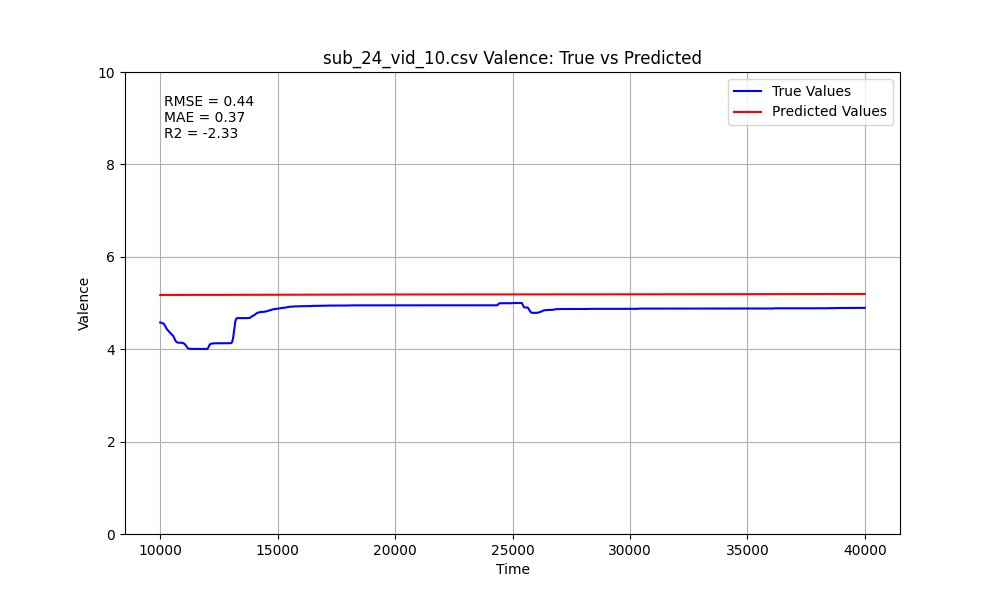 sub_24_vid_10.csv Valence: True vs Predicted
RMSE = 0.44
MAE = 0.37
R2 = -2.33
True Values
Predicted Values
10
8
6
4
2
0
Valence
10000 15000 20000 25000 30000 35000 40000
Time